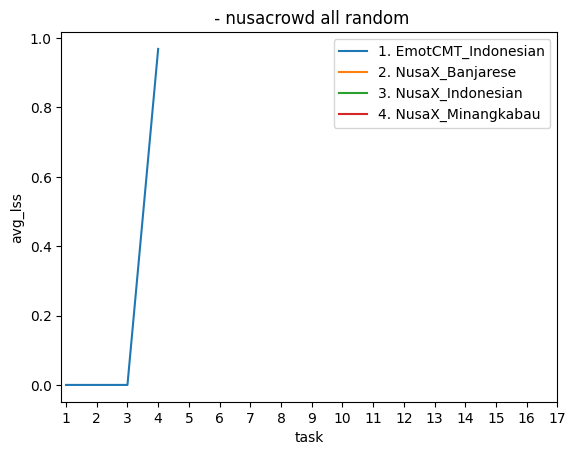 - nusacrowd all random
1. EmotCMT_Indonesian
2. NusaX_Banjarese
3. NusaX_Indonesian
4. NusaX_Minangkabau
avg_lss
1.0
0.8
0.6
0.4
0.2
0.0
1 2 3 4 5 6 7 8 9 10 11 12 13 14 15 16 17
task